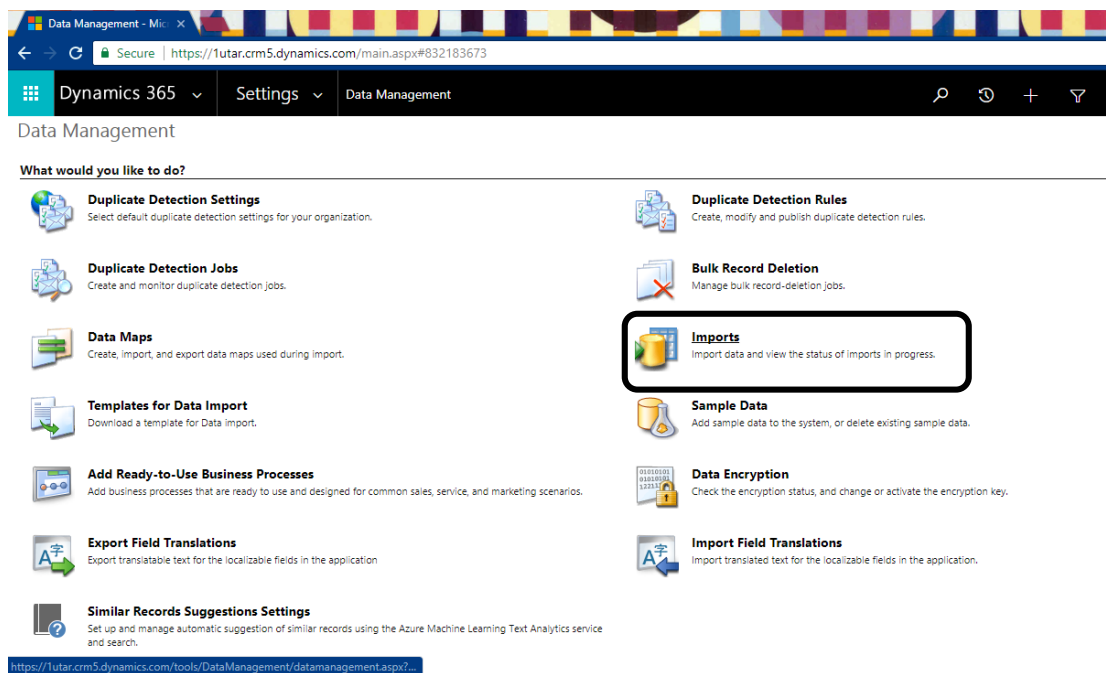 Data Management - Mic
Secure | https://1utar.crm5.dynamics.com/main.aspx#832183673
Dynamics 365 Settings Data Management
Data Management
What would you like to do?
Duplicate Detection Settings
Select default duplicate detection settings for your organization.
Duplicate Detection Rules
Create, modify and publish duplicate detection rules.
Duplicate Detection Jobs
Create and monitor duplicate detection jobs.
Bulk Record Deletion
Manage bulk record-deletion jobs.
Data Maps
Create, import, and export data maps used during import.
Imports
Import data and view the status of imports in progress.
Templates for Data Import
Download a template for Data import.
Sample Data
Add sample data to the system, or delete existing sample data.
Add Ready-to-Use Business Processes
Add business processes that are ready to use and designed for common sales, service, and marketing scenarios.
Data Encryption
Check the encryption status, and change or activate the encryption key.
Export Field Translations
Export translatable text for the localizable fields in the application
Import Field Translations
Import translated text for the localizable fields in the application.
Similar Records Suggestions Settings
Set up and manage automatic suggestion of similar records using the Azure Machine Learning Text Analytics service
and search.
https://1utar.crm5.dynamics.com/tools/DataManagement/datamanagement.aspx?...